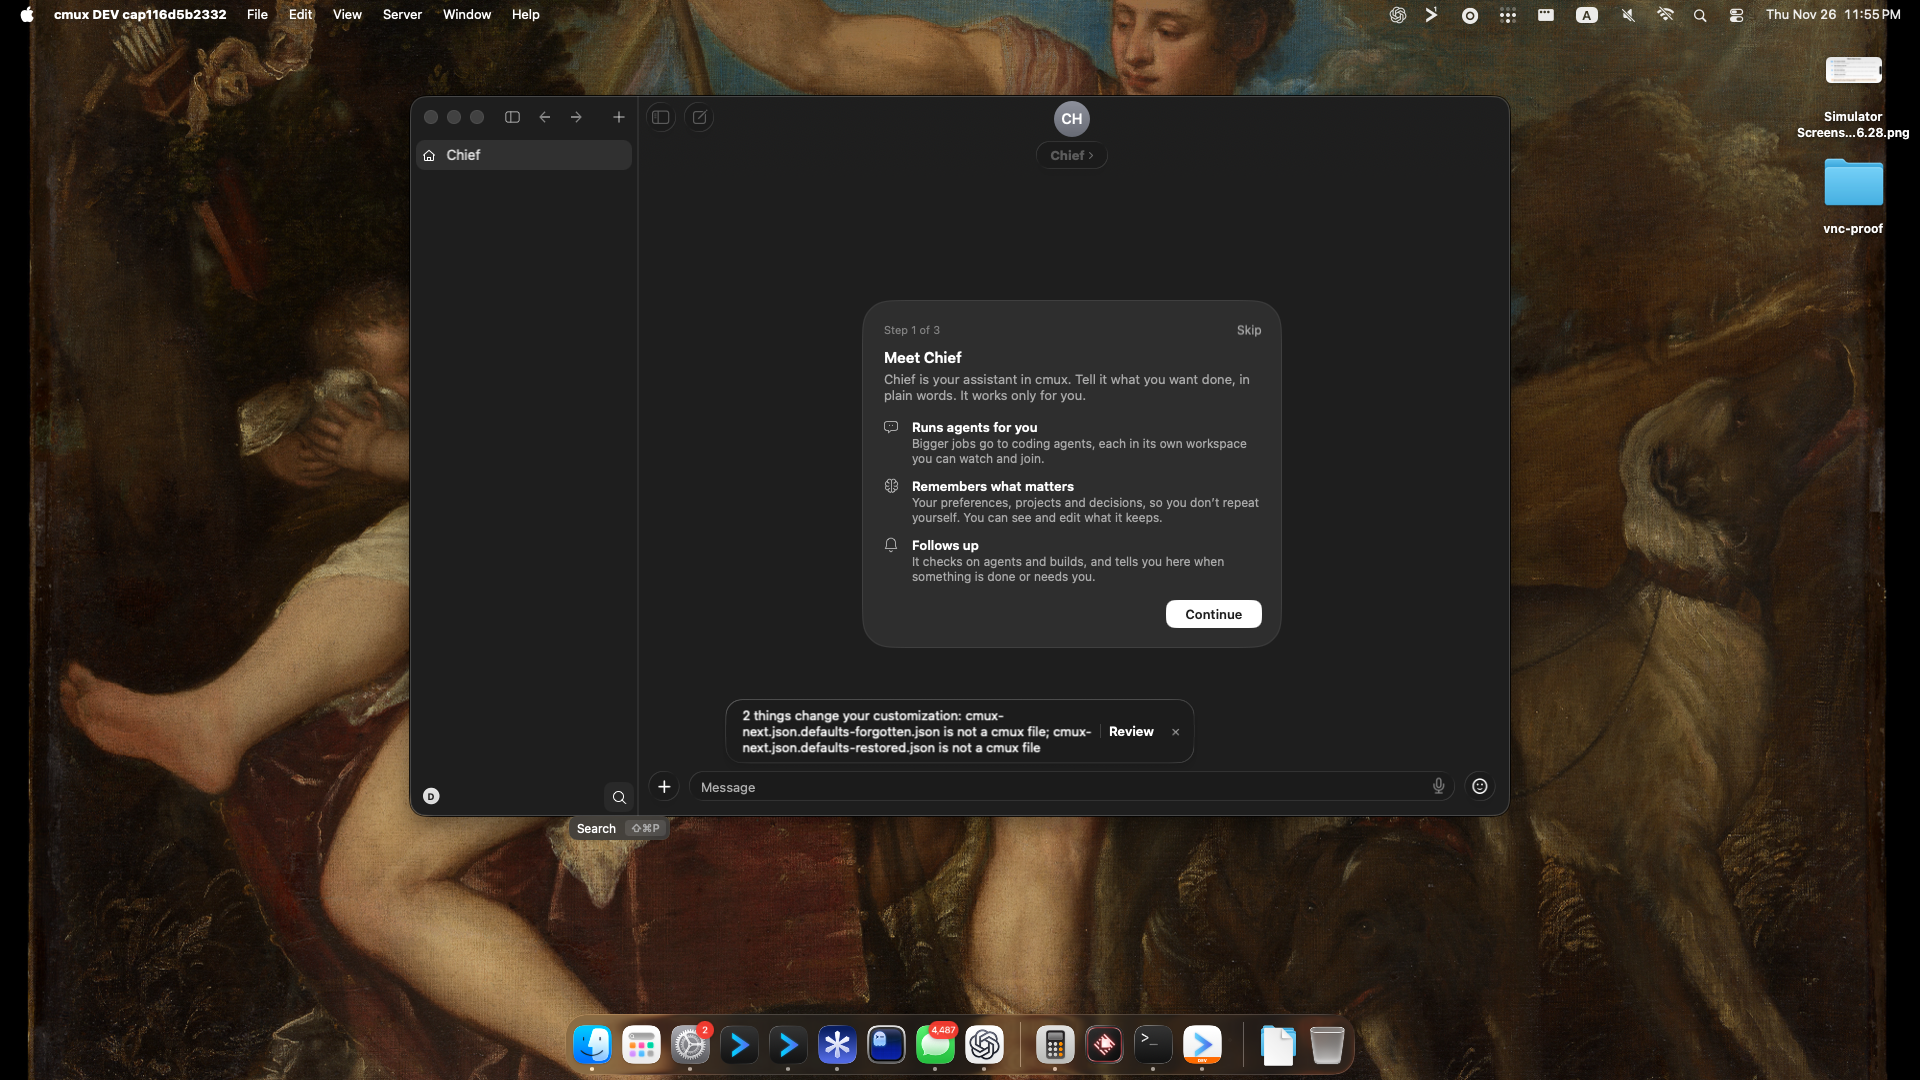 cmux DEV cap116d5b2332 File Edit View Server Window Help
A
Thu Nov 26 11:55 PM
Simulator
Screens...6.28.png
vnc-proof
Chief
CH
Chief >
Step 1 of 3
Skip
Meet Chief
Chief is your assistant in cmux. Tell it what you want done, in
plain words. It works only for you.
Runs agents for you
Bigger jobs go to coding agents, each in its own workspace
you can watch and join.
Remembers what matters
Your preferences, projects and decisions, so you don't repeat
yourself. You can see and edit what it keeps.
Follows up
It checks on agents and builds, and tells you here when
something is done or needs you.
Continue
2 things change your customization: cmux-
next.json.defaults-forgotten.json is not a cmux file; cmux-
next.json.defaults-restored.json is not a cmux file
Review
×
Message
D
Search ⇧⌘P
2
4,487
>_
DEV